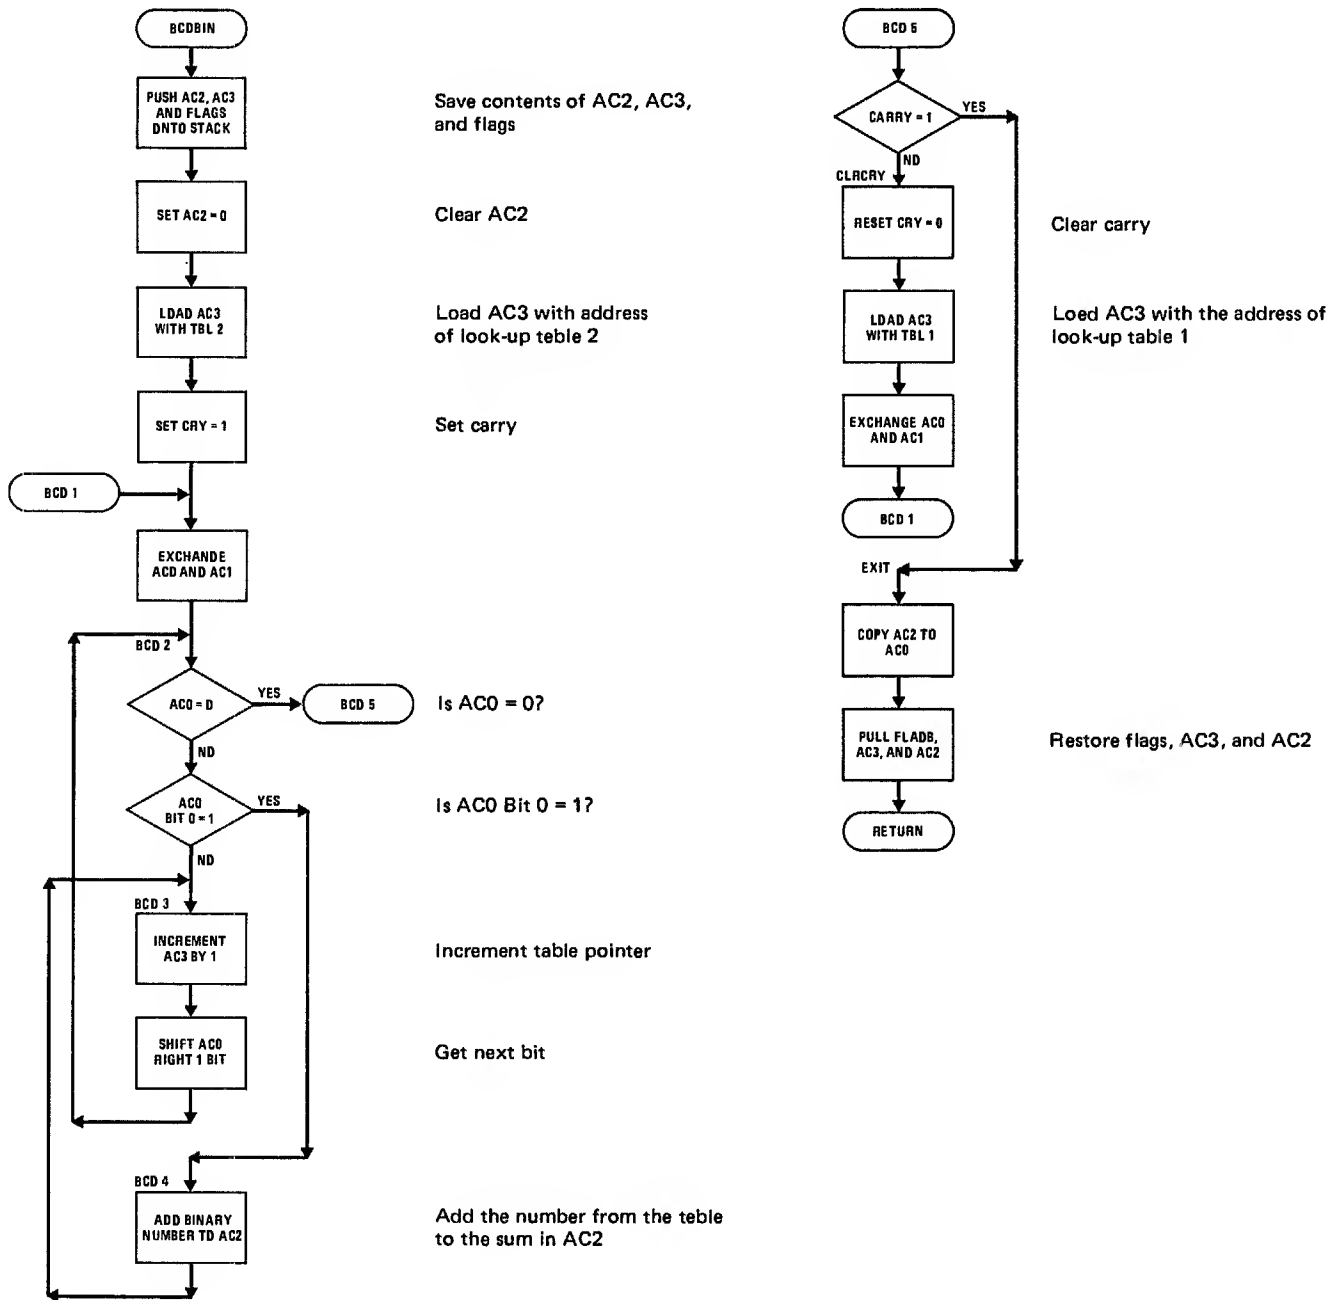 BCDBIN
PUSH AC2, AC3
AND FLAGS
DNTO STACK
Save contents of AC2, AC3,
and flags
SET AC2 = 0
Clear AC2
LDAD AC3
WITH TBL 2
Load AC3 with address
of look-up teble 2
SET CRY = 1
Set carry
BCD 1
EXCHANDE
ACD AND AC1
BCD 2
AC0 = D
YES
BCD 5
Is AC0 = 0?
ND
AC0
BIT 0 = 1
YES
Is AC0 Bit 0 = 1?
ND
BCD 3
INCREMENT
AC3 BY 1
Increment table pointer
SHIFT AC0
RIGHT 1 BIT
Get next bit
BCD 4
ADD BINARY
NUMBER TD AC2
Add the number from the teble
to the sum in AC2
BCD 5
CARRY = 1
YES
ND
CLRCRY
RESET CRY = 0
Clear carry
LDAD AC3
WITH TBL 1
Loed AC3 with the address of
look-up table 1
EXCHANGE AC0
AND AC1
BCD 1
EXIT
COPY AC2 TO
AC0
PULL FLADB,
AC3, AND AC2
Restore flags, AC3, and AC2
RETURN